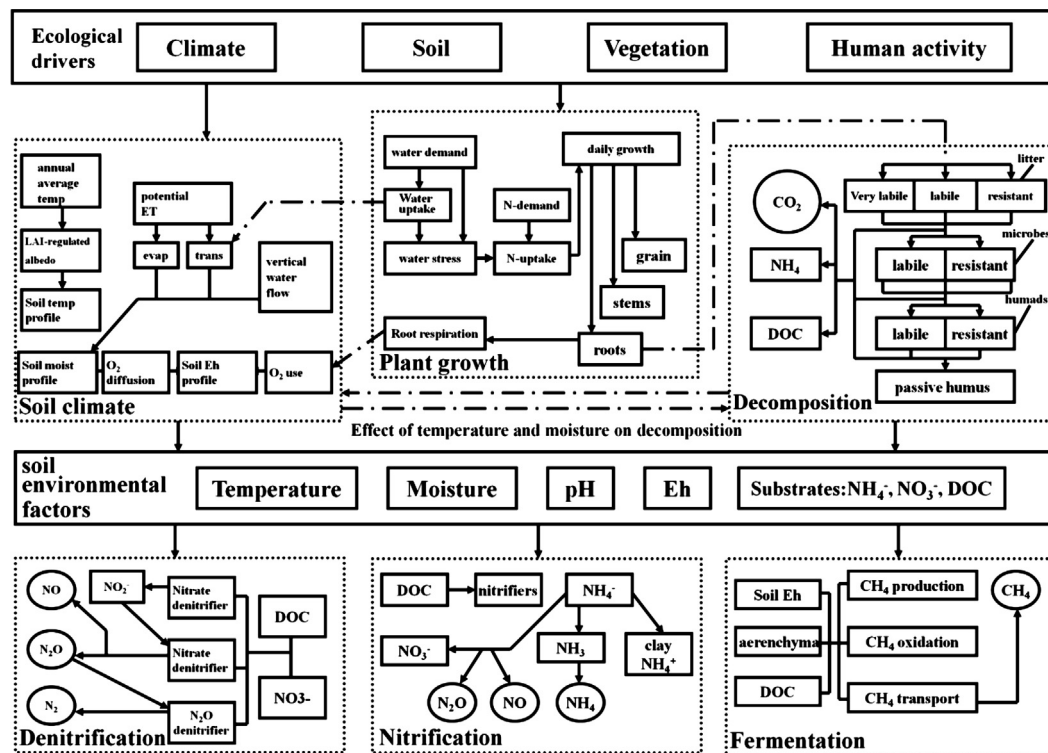 Ecological
drivers
Climate
Soil
Vegetation
Human activity
annual
average
temp
LAI-regulated
albedo
Soil temp
profile
potential
ET
evap
trans
vertical
water
flow
Soil moist
profile
O₂
diffusion
Soil Eh
profile
O₂ use
Soil climate
water demand
Water
uptake
water stress
N-demand
N-uptake
daily growth
grain
stems
roots
Root respiration
Plant growth
litter
Very labile
labile
resistant
CO₂
microbes
labile
resistant
NH₄
humads
labile
resistant
DOC
passive humus
Decomposition
Effect of temperature and moisture on decomposition
soil
environmental
factors
Temperature
Moisture
pH
Eh
Substrates:NH₄⁻, NO₃⁻, DOC
NO
NO₂⁻
Nitrate
denitrifier
DOC
N₂O
Nitrate
denitrifier
NO3-
N₂
N₂O
denitrifier
Denitrification
DOC
nitrifiers
NH₄⁻
NO₃⁻
NH₃
clay
NH₄⁺
N₂O
NO
NH₄
Nitrification
Soil Eh
CH₄ production
CH₄
aerenchyma
CH₄ oxidation
DOC
CH₄ transport
Fermentation